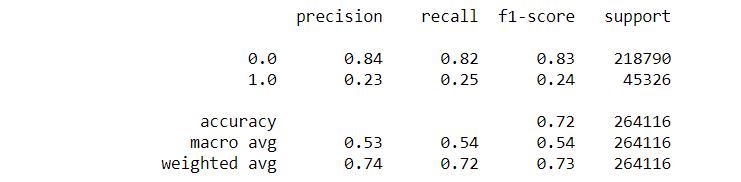 precision recall f1-score support
0.0 0.84 0.82 0.83 218790
1.0 0.23 0.25 0.24 45326
accuracy 0.72 264116
macro avg 0.53 0.54 0.54 264116
weighted avg 0.74 0.72 0.73 264116